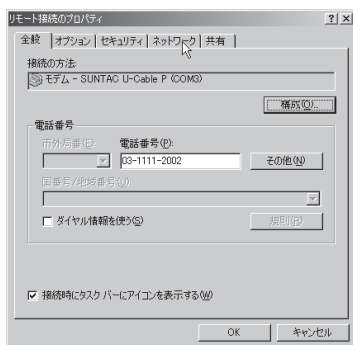 リモート接続のプロパティ
全般 オプション セキュリティ ネットワーク 共有
接続の方法:
モデム - SUNTAC U-Cable P (COM3)
構成(O)...
電話番号
市外局番(E): 電話番号(P):
03-1111-2002 その他(N)
国番号/地域番号(U):
ダイヤル情報を使う(S) 規則(R)
接続時にタスク バーにアイコンを表示する(W)
OK キャンセル